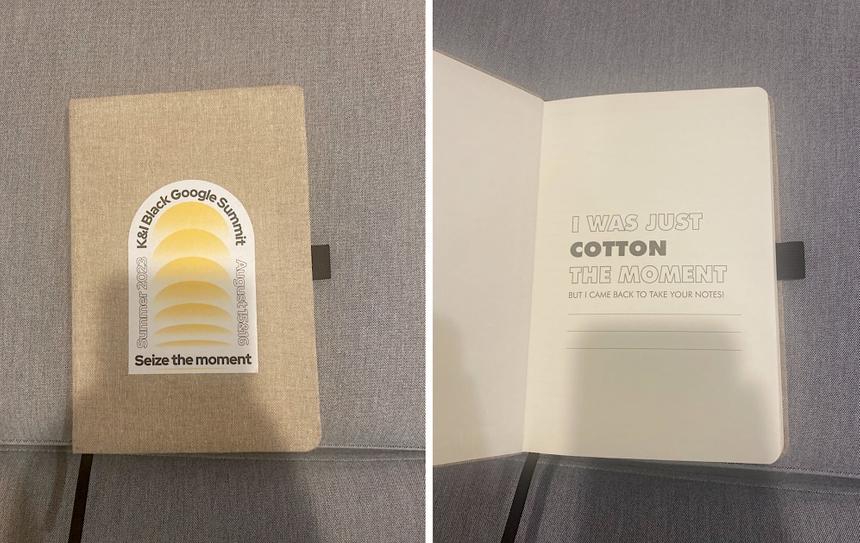 K&I Black Google Summit
Summer 2023
August 15&16
Seize the moment
I WAS JUST
COTTON
THE MOMENT
BUT I CAME BACK TO TAKE YOUR NOTES!